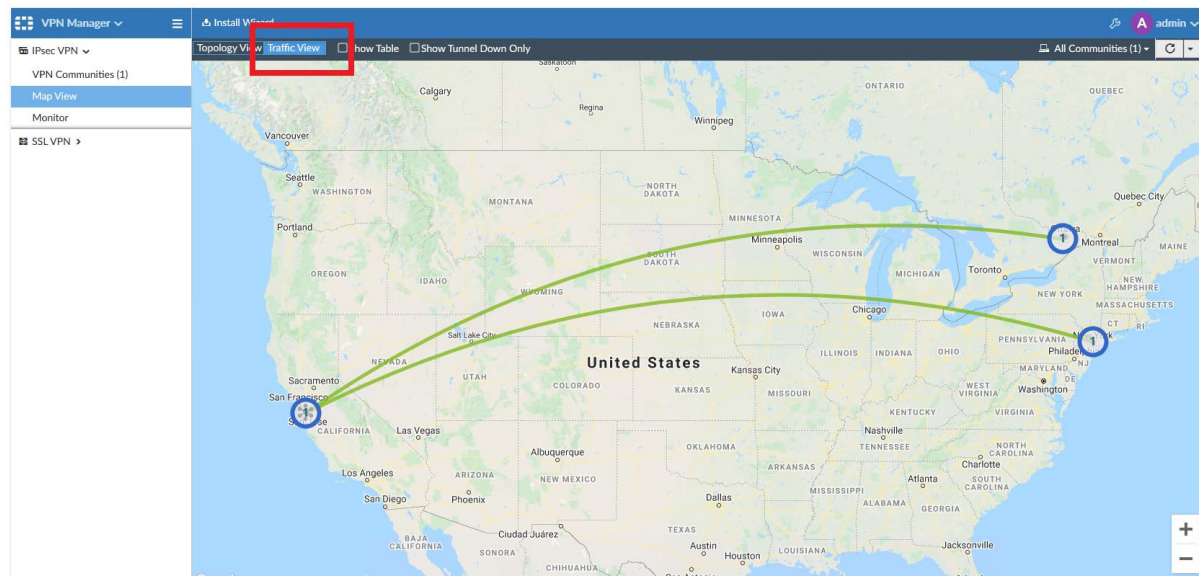 VPN Manager
Install Wizard
admin
IPsec VPN
Topology View Traffic View Show Table Show Tunnel Down Only
All Communities (1)
VPN Communities (1)
Map View
Monitor
SSL VPN
Saskatoon
Calgary
ONTARIO
QUEBEC
Regina
Winnipeg
Vancouver
Seattle
WASHINGTON
NORTH
DAKOTA
MONTANA
Quebec City
MINNESOTA
Portland
Minneapolis
1
Montreal
MAINE
SOUTH
DAKOTA
WISCONSIN
VERMONT
OREGON
IDAHO
MICHIGAN
Toronto
NEW
HAMPSHIRE
WYOMING
NEW YORK
MASSACHUSETTS
Chicago
IOWA
CT
RI
Salt Lake City
NEBRASKA
PENNSYLVANIA
1
ILLINOIS
INDIANA
OHIO
NEVADA
United States
Kansas City
MARYLAND
NJ
DE
UTAH
COLORADO
KANSAS
MISSOURI
WEST
VIRGINIA
Washington
Sacramento
San Francisco
1
CALIFORNIA
KENTUCKY
VIRGINIA
Las Vegas
Nashville
TENNESSEE
OKLAHOMA
NORTH
CAROLINA
Albuquerque
Charlotte
ARKANSAS
Los Angeles
ARIZONA
NEW MEXICO
Atlanta
SOUTH
CAROLINA
MISSISSIPPI
San Diego
Phoenix
Dallas
ALABAMA
GEORGIA
BAJA
CALIFORNIA
Ciudad Juárez
TEXAS
SONORA
Austin
Houston
LOUISIANA
Jacksonville
CHIHUAHUA